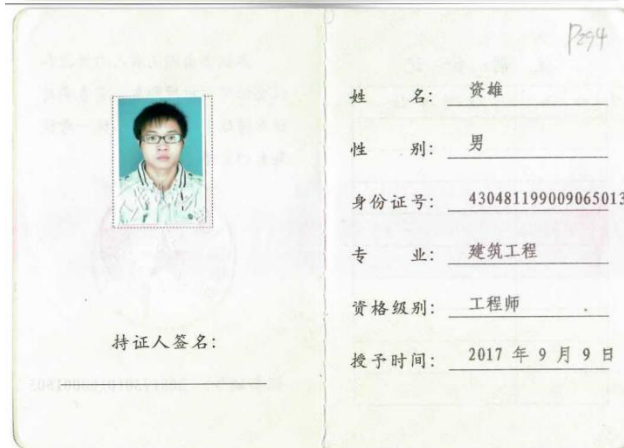 P294
姓 名: 资雄
性 别: 男
身份证号: 430481199009065013
专 业: 建筑工程
资格级别: 工程师
授予时间: 2017 年 9 月 9 日
持证人签名: